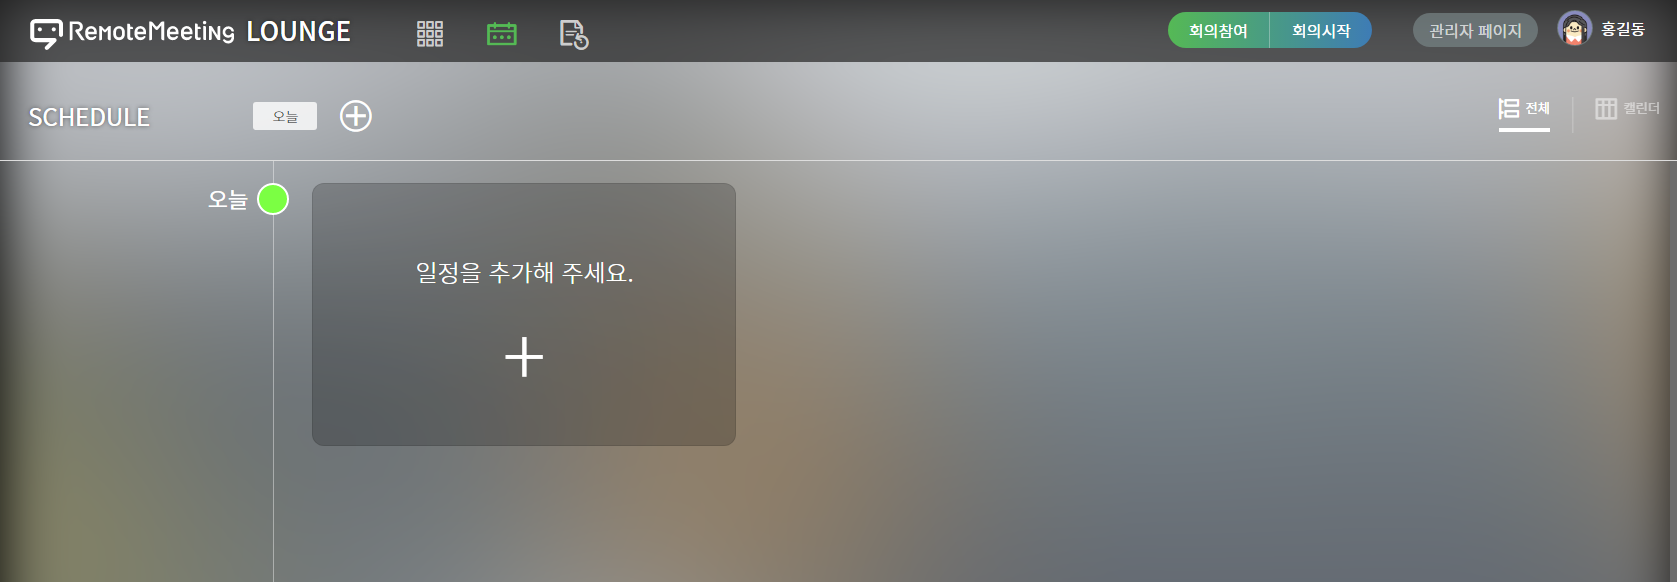 RemoteMeeting LOUNGE
회의참여 회의시작 관리자 페이지 홍길동
SCHEDULE 오늘 전체 캘린더
오늘
일정을 추가해 주세요.